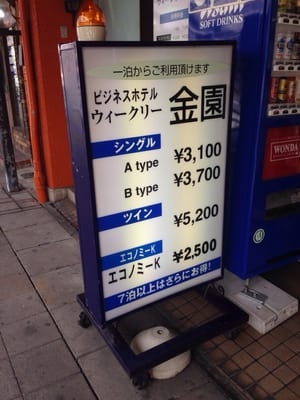 一泊からご利用頂けます
ビジネスホテル
ウィークリー
金園
シングル
A type ¥3,100
B type ¥3,700
ツイン
¥5,200
エコノミーK
エコノミーK ¥2,500
7泊以上はさらにお得!
SOFT DRINKS
WONDA